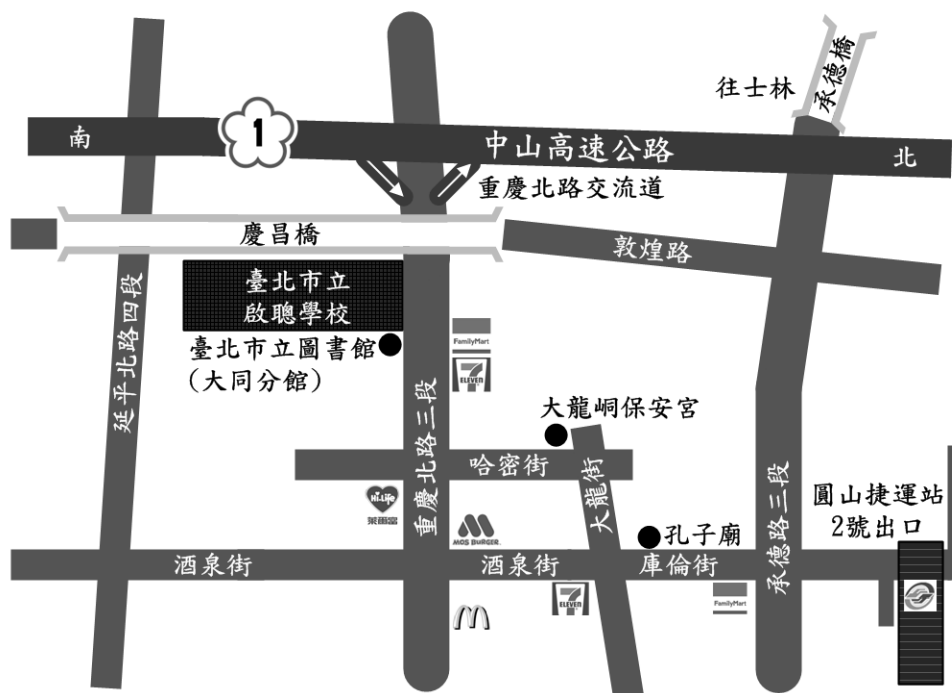 承德橋
往士林
南
1
中山高速公路
北
重慶北路交流道
慶昌橋
敦煌路
臺北市立
啟聰學校
延平北路四段
臺北市立圖書館
(大同分館)
FamilyMart
7
ELEVEN
重慶北路三段
大龍峒保安宮
哈密街
大龍街
承德路三段
圓山捷運站
2號出口
Hi-Life
萊爾富
MOS BURGER
孔子廟
酒泉街
酒泉街
庫倫街
7
ELEVEN
FamilyMart
M